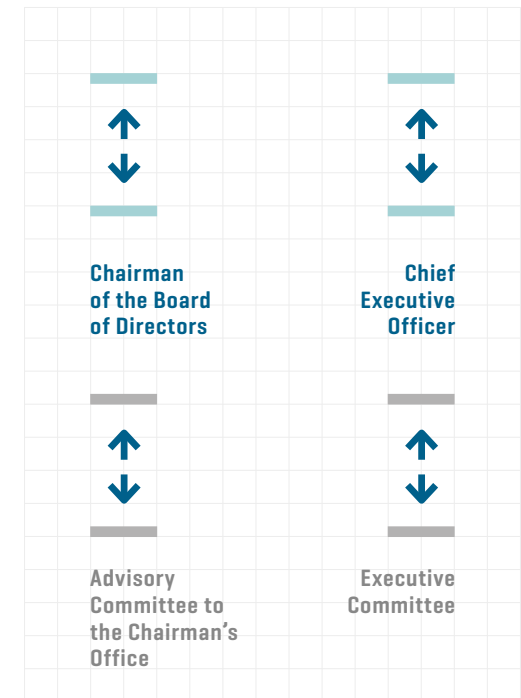 Chairman
of the Board
of Directors
Chief
Executive
Officer
Advisory
Committee to
the Chairman’s
Office
Executive
Committee